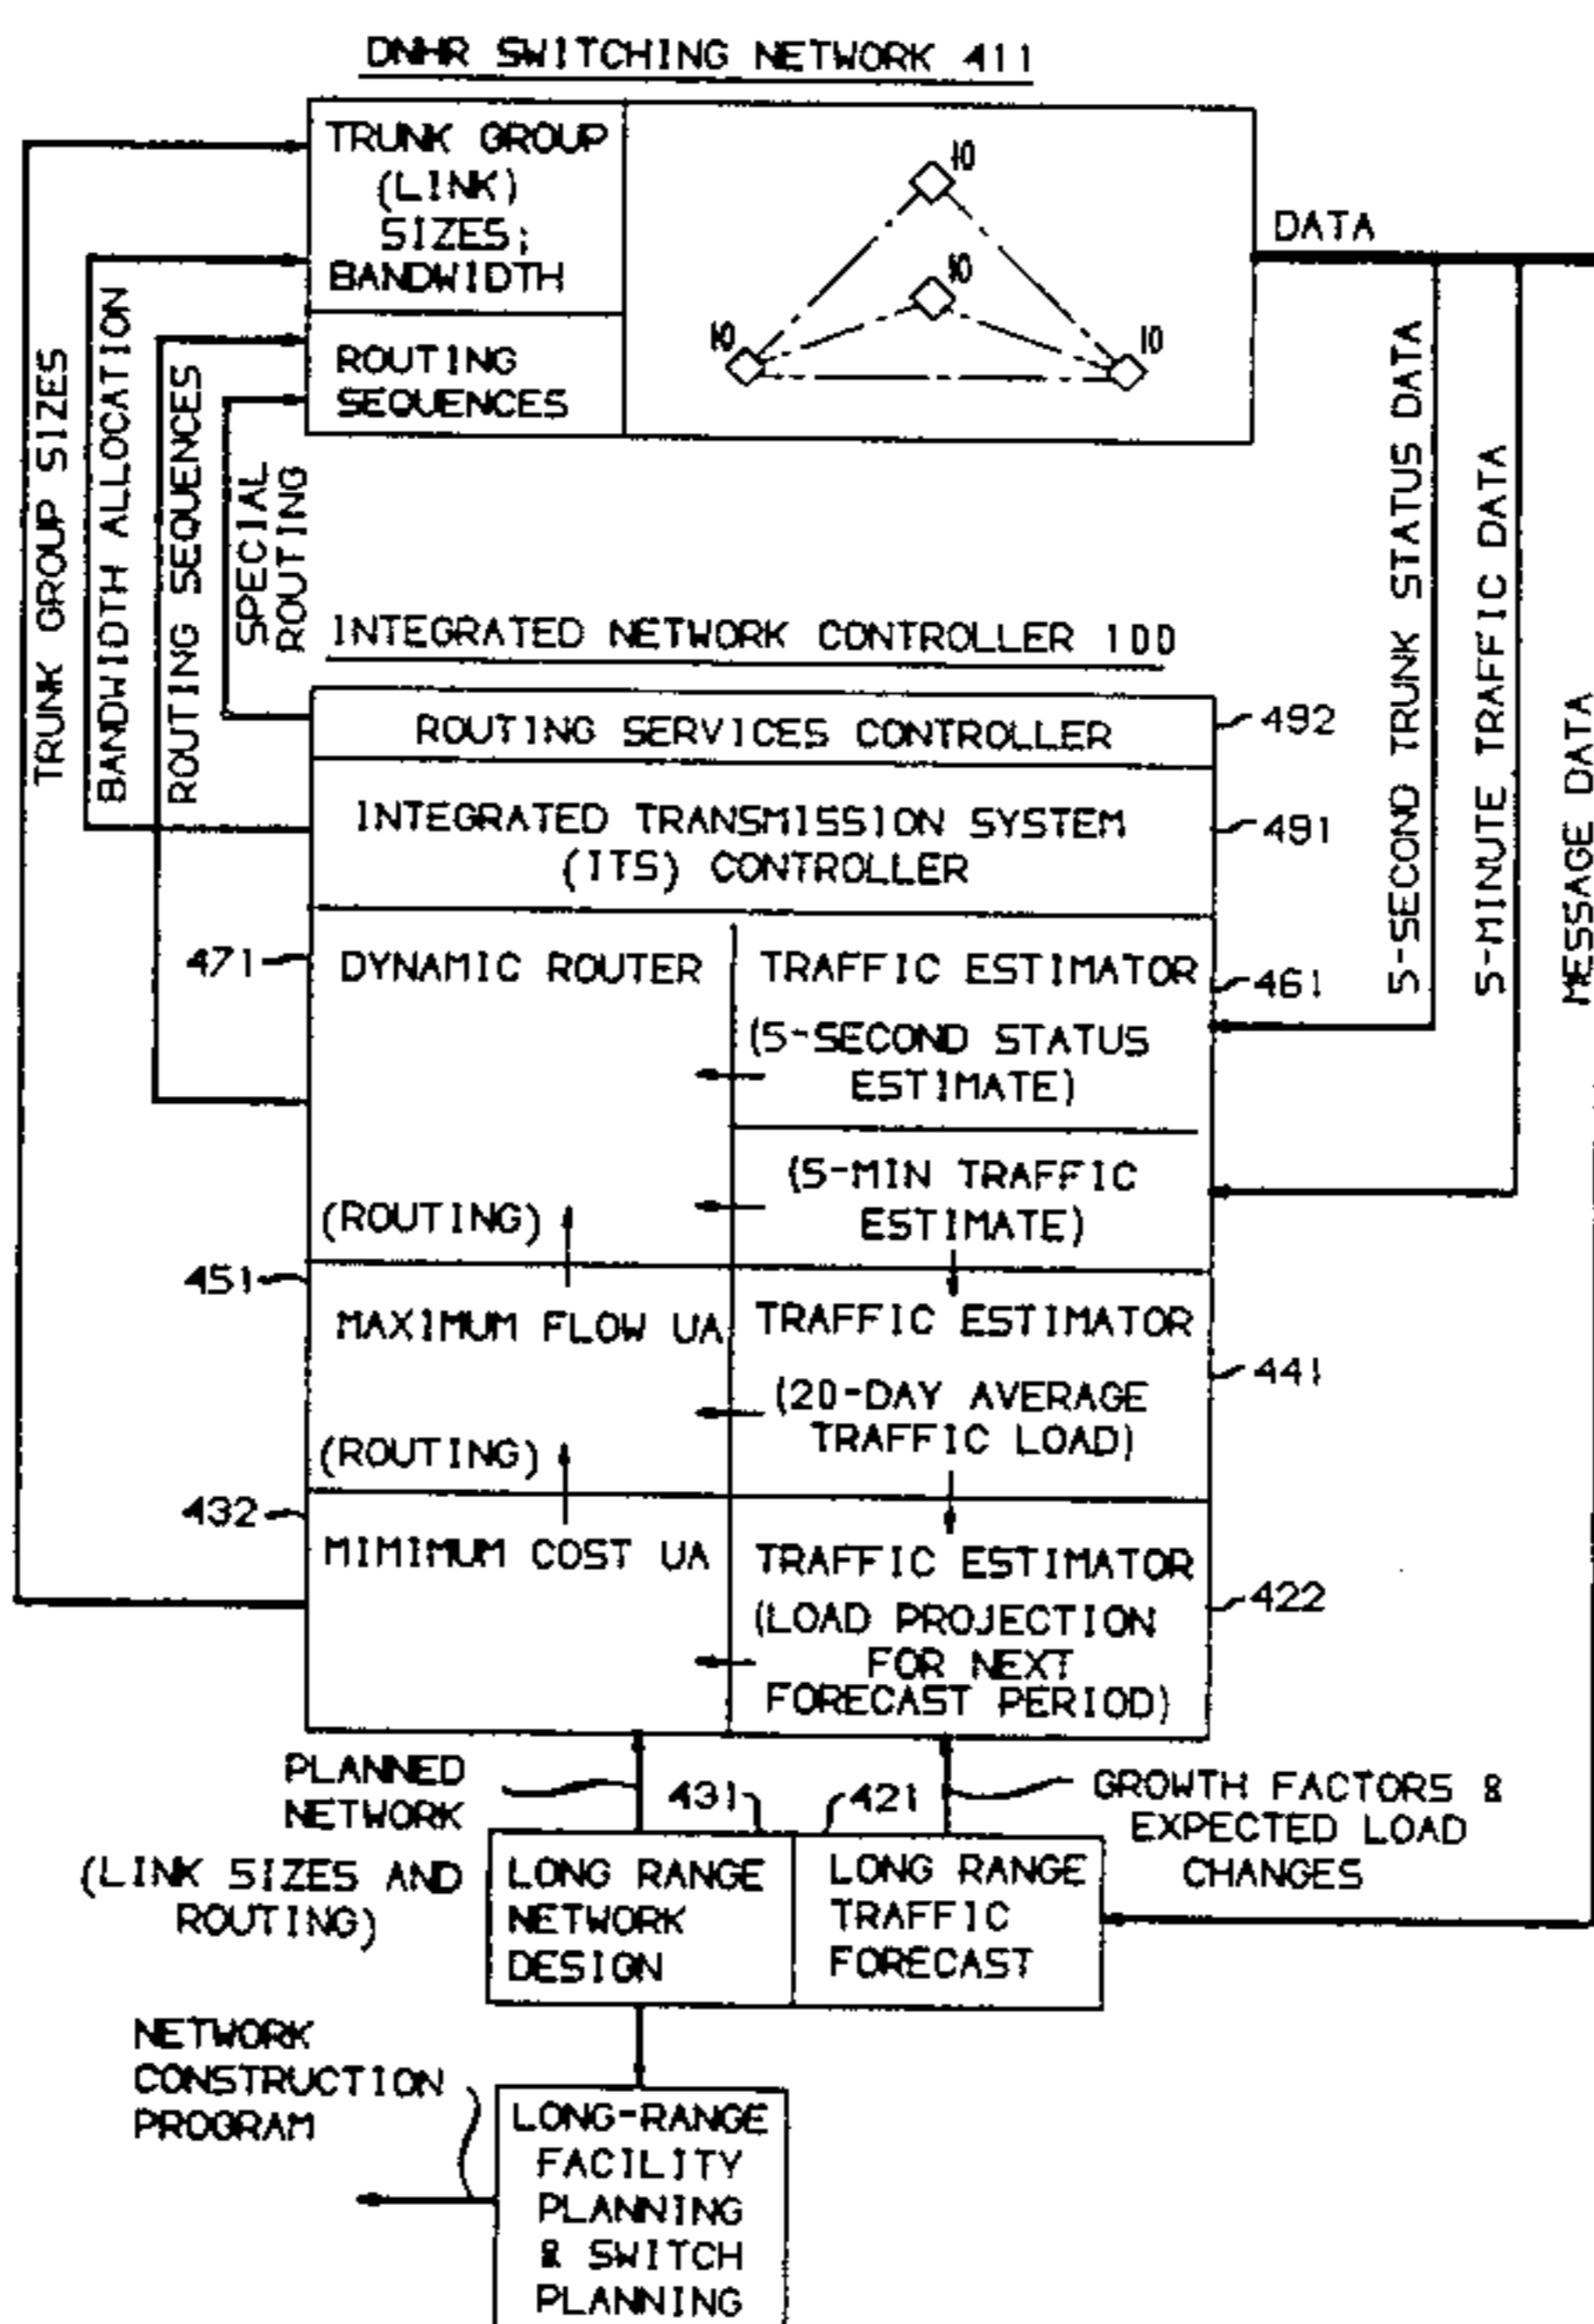 DNHR SWITCHING NETWORK 411
TRUNK GROUP
(LINK)
SIZES;
BANDWIDTH
ROUTING
SEQUENCES
10
10
10
10
DATA
TRUNK GROUP SIZES
BANDWIDTH ALLOCATION
ROUTING SEQUENCES
SPECIAL
ROUTING
5-SECOND TRUNK STATUS DATA
5-MINUTE TRAFFIC DATA
MESSAGE DATA
INTEGRATED NETWORK CONTROLLER 100
ROUTING SERVICES CONTROLLER
492
INTEGRATED TRANSMISSION SYSTEM
(ITS) CONTROLLER
491
471
DYNAMIC ROUTER
TRAFFIC ESTIMATOR
461
(5-SECOND STATUS
ESTIMATE)
(5-MIN TRAFFIC
ESTIMATE)
(ROUTING)
451
MAXIMUM FLOW UA
TRAFFIC ESTIMATOR
441
(20-DAY AVERAGE
TRAFFIC LOAD)
(ROUTING)
432
MIMIMUM COST UA
TRAFFIC ESTIMATOR
422
(LOAD PROJECTION
FOR NEXT
FORECAST PERIOD)
PLANNED
NETWORK
(LINK SIZES AND
ROUTING)
431
421
GROWTH FACTORS &
EXPECTED LOAD
CHANGES
LONG RANGE
NETWORK
DESIGN
LONG RANGE
TRAFFIC
FORECAST
NETWORK
CONSTRUCTION
PROGRAM
LONG-RANGE
FACILITY
PLANNING
& SWITCH
PLANNING